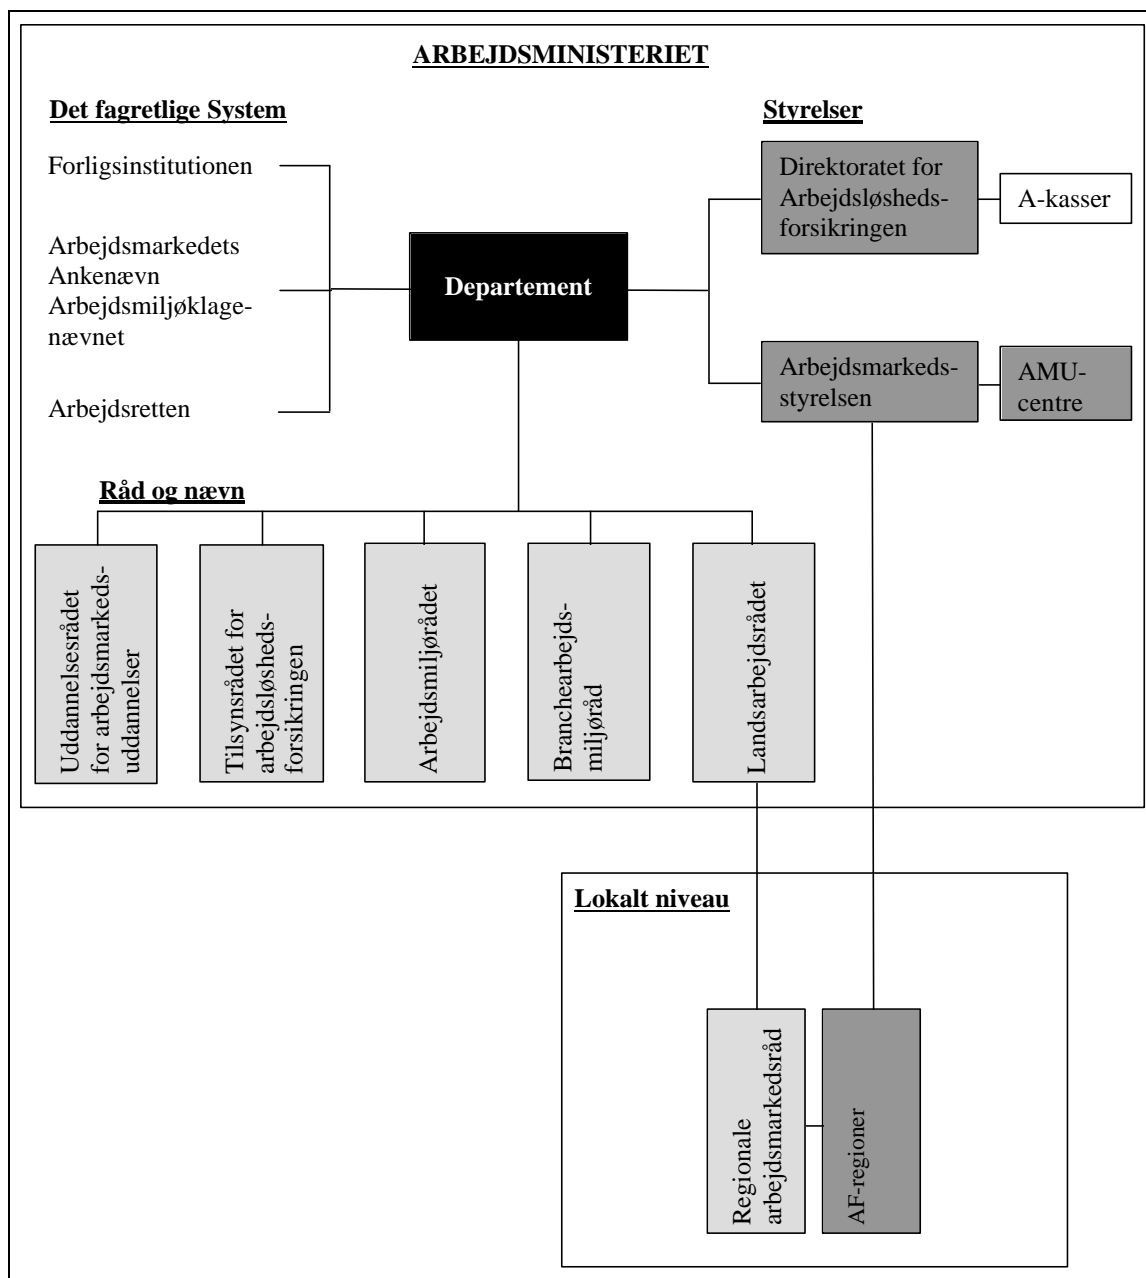 ARBEJDSMINISTERIET
Det fagretlige System
Forligsinstitutionen
Arbejdsmarkedets
Ankenævn
Arbejdsmiljøklage-
nævnet
Arbejdsretten
Departement
Styrelser
Direktoratet for
Arbejdsløsheds-
forsikringen
A-kasser
Arbejdsmarkeds-
styrelsen
AMU-
centre
Råd og nævn
Uddannelsesrådet
for arbejdsmarkeds-
uddannelser
Tilsynsrådet for
arbejdsløsheds-
forsikringen
Arbejdsmiljørådet
Branchearbejds-
miljøråd
Landsarbejdsrådet
Lokalt niveau
Regionale
arbejdsmarkedsråd
AF-regioner